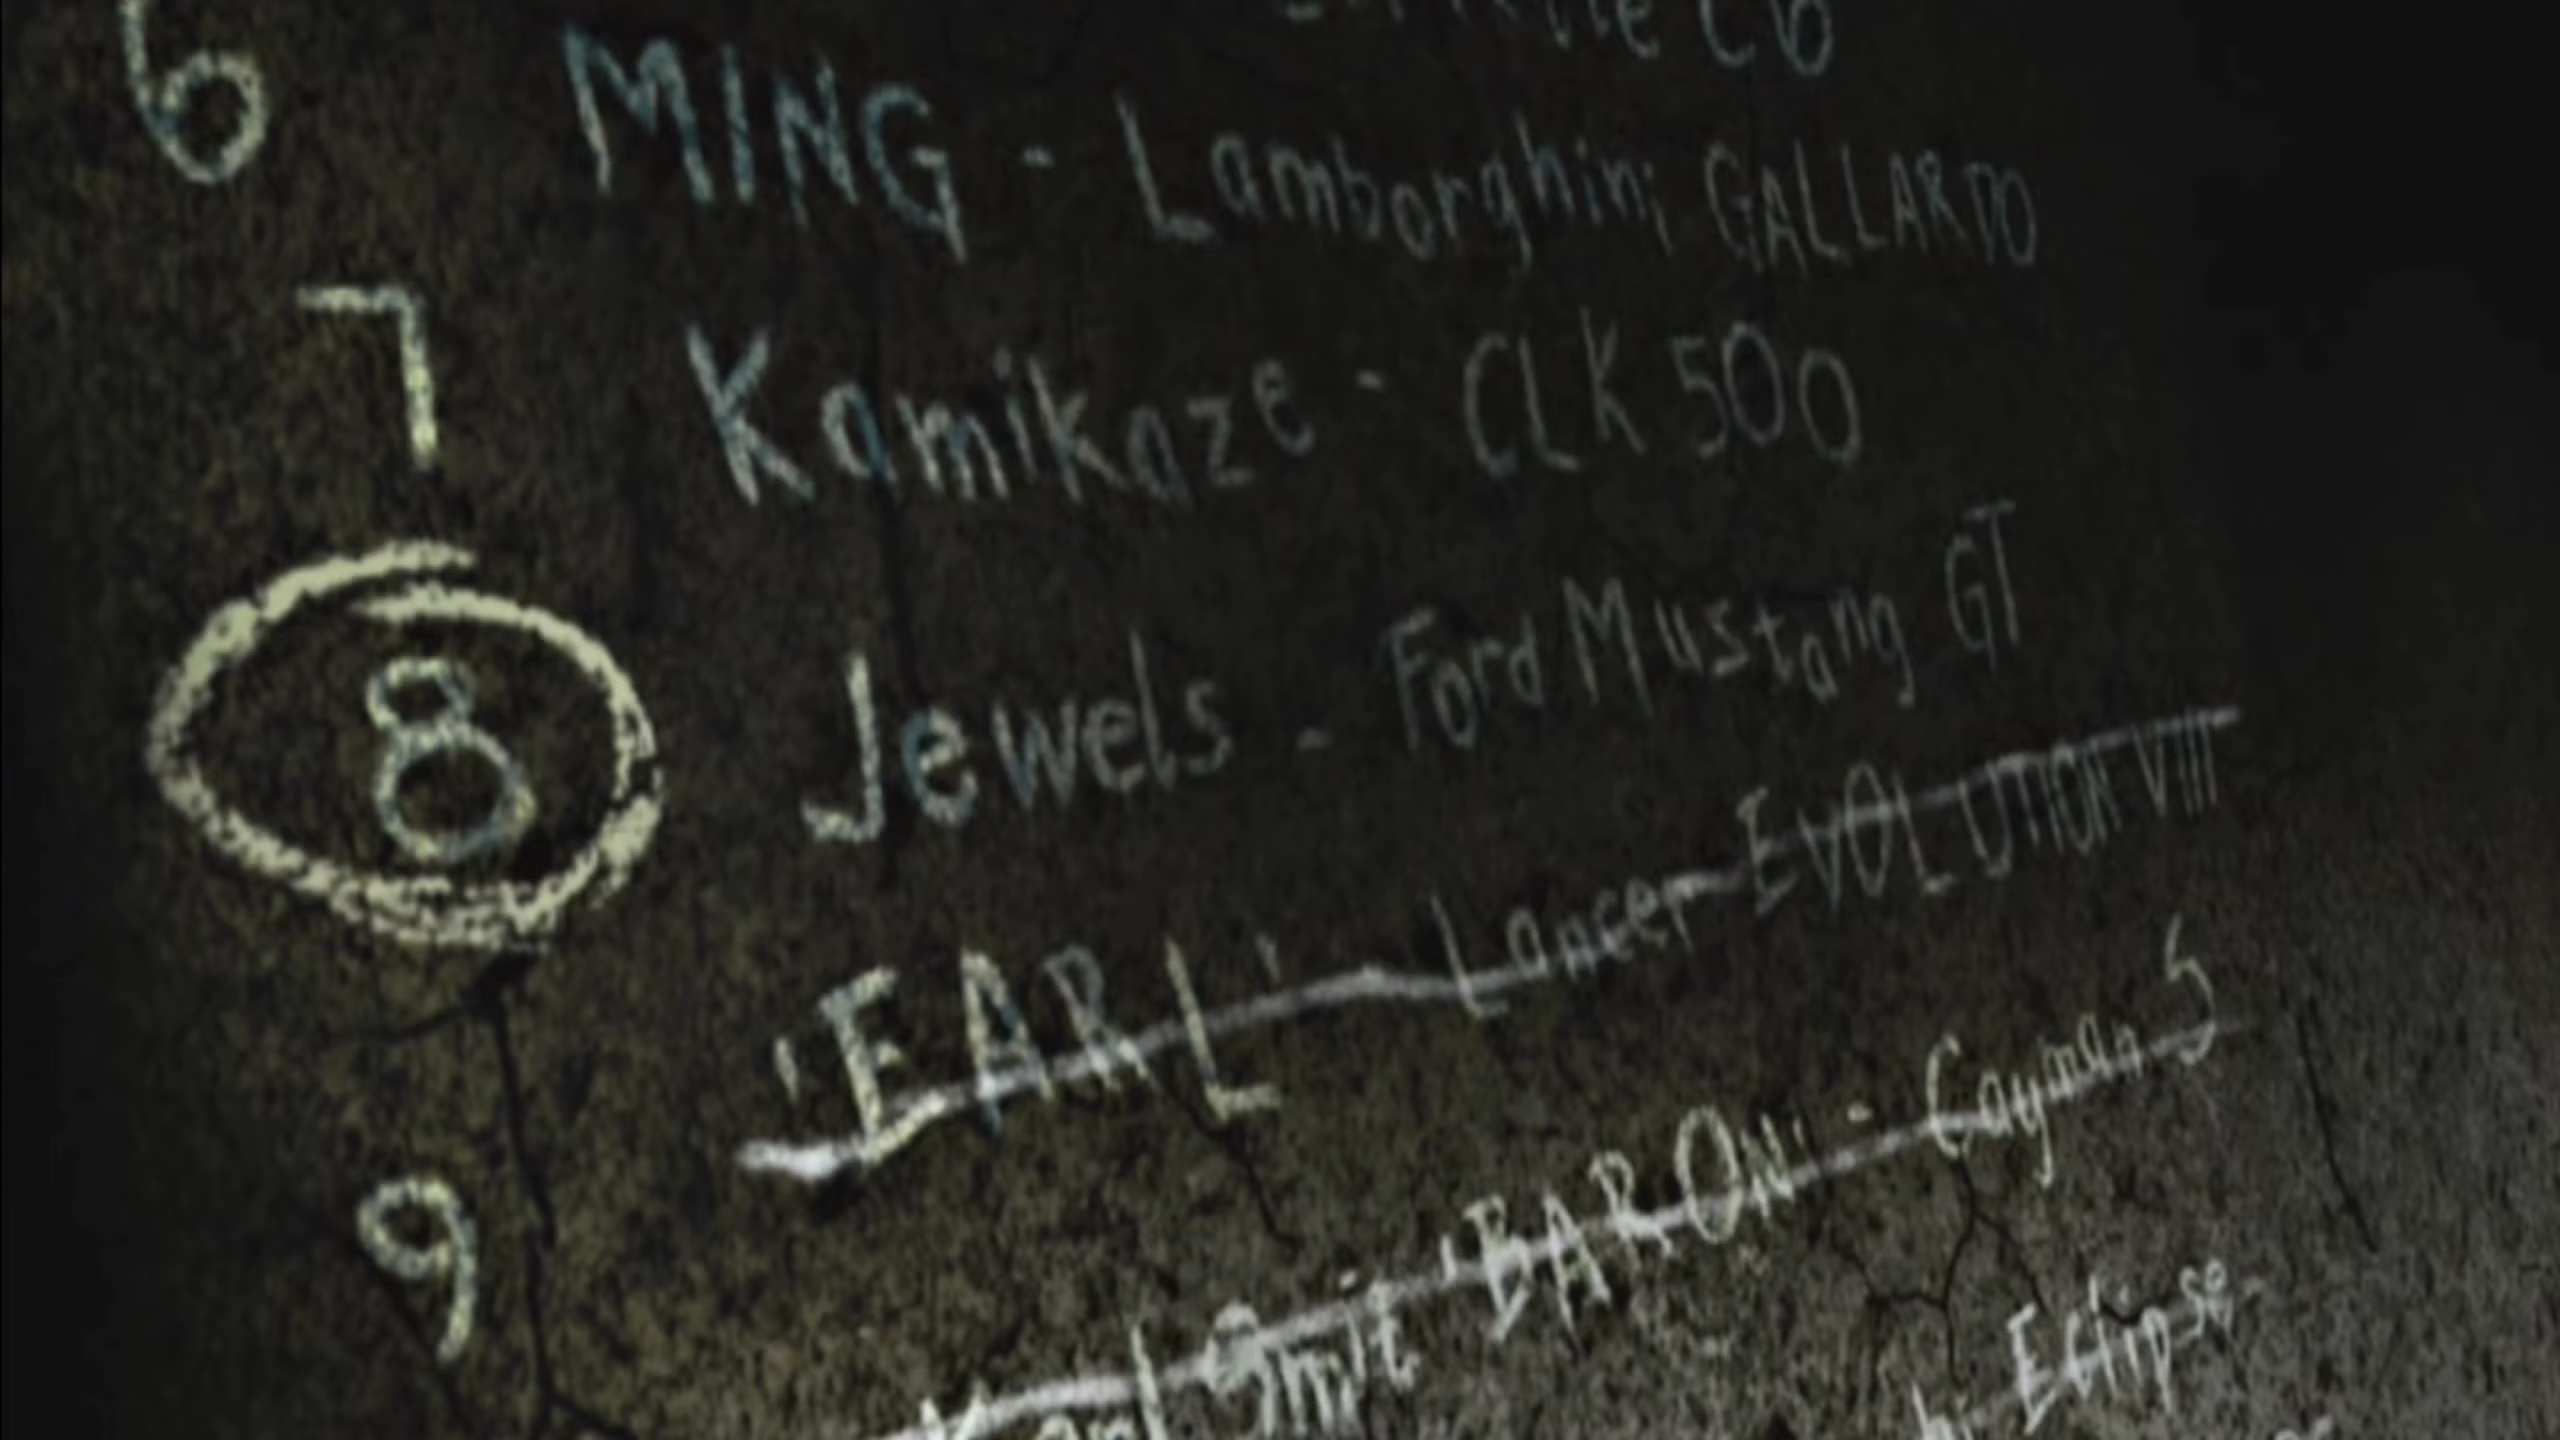 C6
6 MING - Lamborghini GALLARDO
7 Kamikaze - CLK 500
8 Jewels - Ford Mustang GT
9 'EARL' - Lancer EVOLUTION VIII
'BARON' - Cayman S
Eclipse